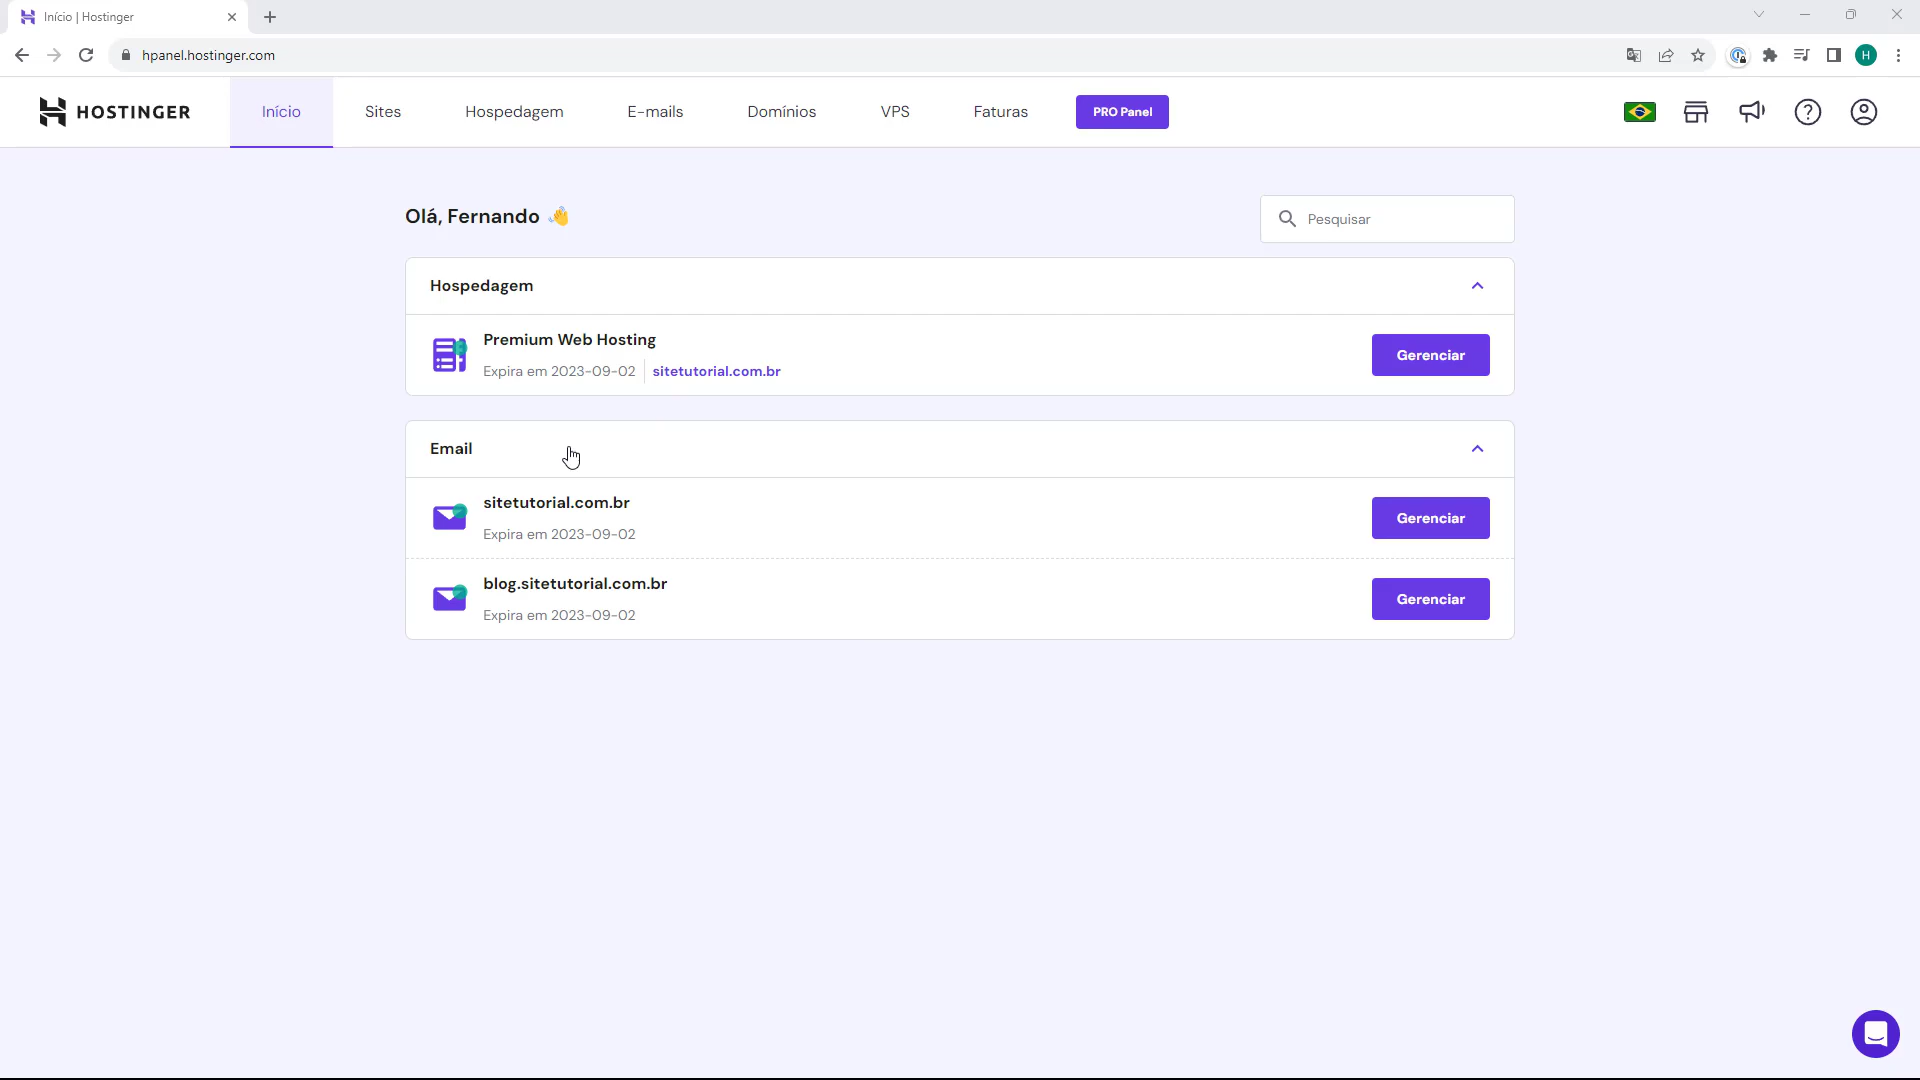 Início | Hostinger
hpanel.hostinger.com
H
HOSTINGER
Início
Sites
Hospedagem
E-mails
Domínios
VPS
Faturas
PRO Panel
Olá, Fernando 👋
Pesquisar
Hospedagem
Premium Web Hosting
Expira em 2023-09-02
sitetutorial.com.br
Gerenciar
Email
sitetutorial.com.br
Expira em 2023-09-02
Gerenciar
blog.sitetutorial.com.br
Expira em 2023-09-02
Gerenciar